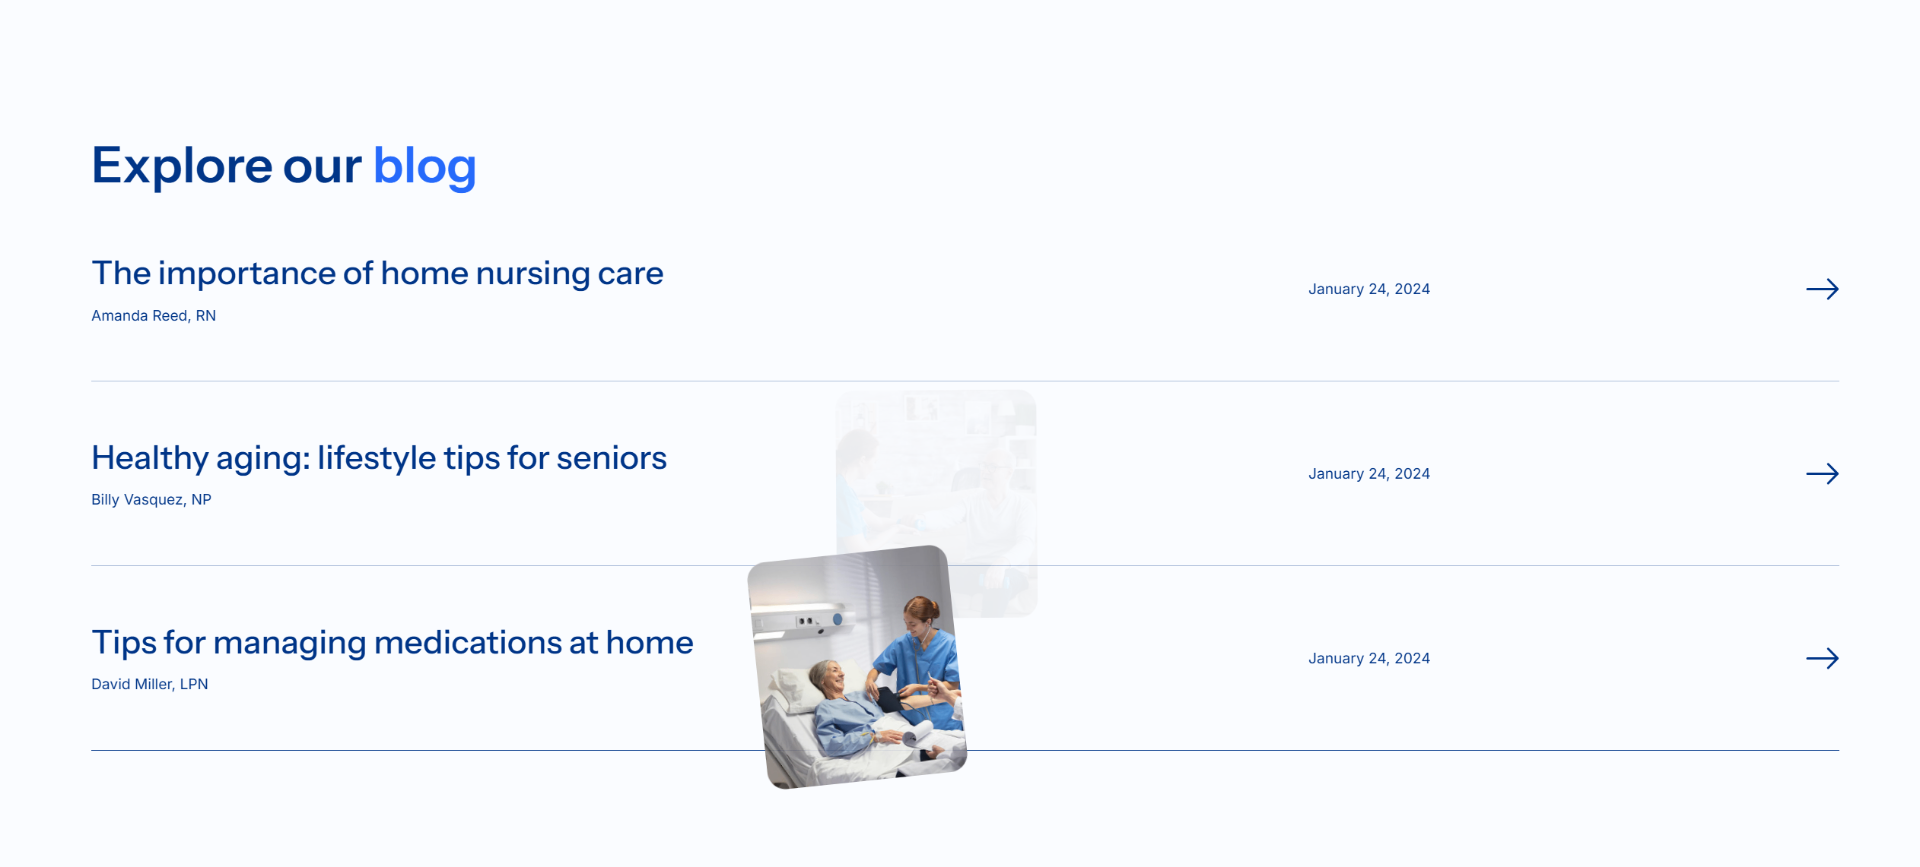 Explore our blog
The importance of home nursing care
Amanda Reed, RN
January 24, 2024
Healthy aging: lifestyle tips for seniors
Billy Vasquez, NP
January 24, 2024
Tips for managing medications at home
David Miller, LPN
January 24, 2024